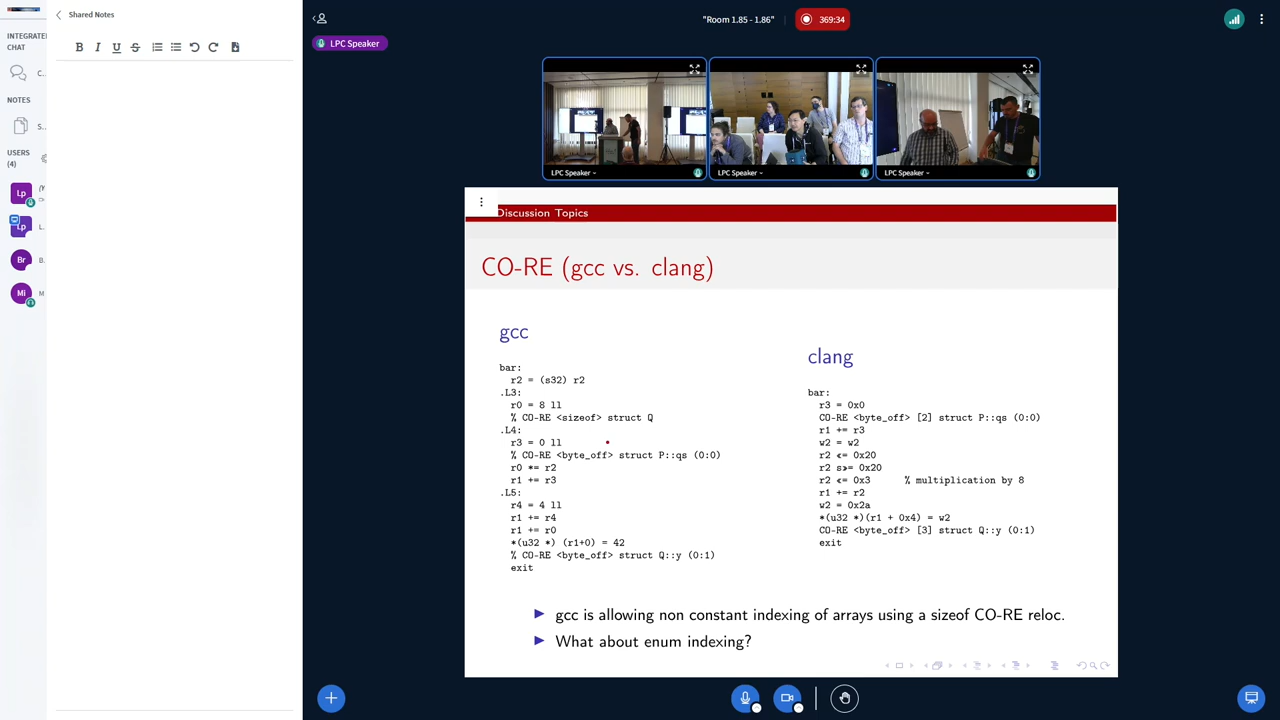 Shared Notes
"Room 1.85 - 1.86"
369:34
INTEGRATE
CHAT
C.
NOTES
S..
USERS
(4)
Lp
Lp
L.
Br
B.
Mi
M
LPC Speaker
LPC Speaker
LPC Speaker
LPC Speaker
Discussion Topics
CO-RE (gcc vs. clang)
gcc
bar:
r2 = (s32) r2
.L3:
r0 = 8 ll
% CO-RE <sizeof> struct Q
.L4:
r3 = 0 ll
% CO-RE <byte_off> struct P::qs (0:0)
r0 *= r2
r1 += r3
.L5:
r4 = 4 ll
r1 += r4
r1 += r0
*(u32 *) (r1+0) = 42
% CO-RE <byte_off> struct Q::y (0:1)
exit
clang
bar:
r3 = 0x0
CO-RE <byte_off> [2] struct P::qs (0:0)
r1 += r3
w2 = w2
r2 <<= 0x20
r2 s>>= 0x20
r2 <<= 0x3 % multiplication by 8
r1 += r2
w2 = 0x2a
*(u32 *)(r1 + 0x4) = w2
CO-RE <byte_off> [3] struct Q::y (0:1)
exit
gcc is allowing non constant indexing of arrays using a sizeof CO-RE reloc.
What about enum indexing?